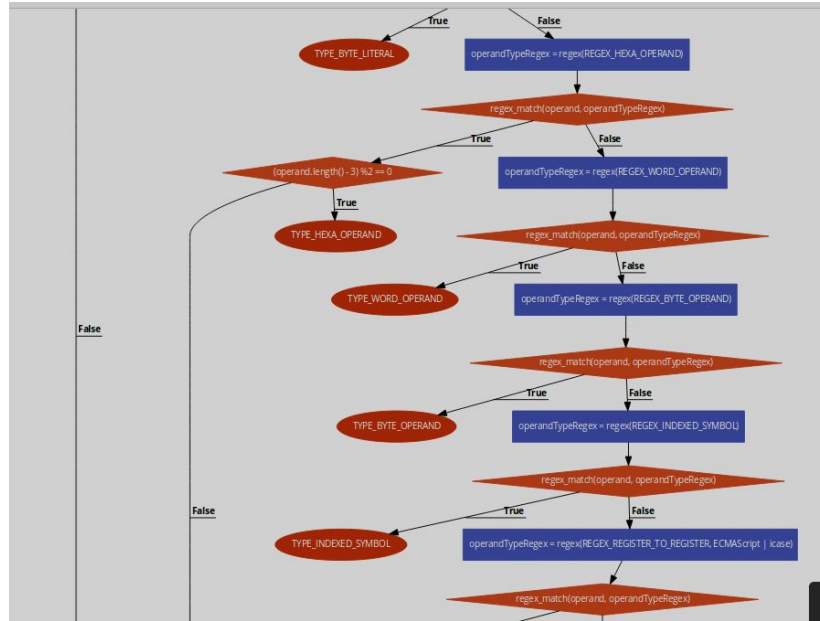 True
False
TYPE_BYTE_LITERAL
operandTypeRegex = regex(REGEX_HEXA_OPERAND)
regex_match(operand, operandTypeRegex)
True
False
(operand.length() - 3) %2 == 0
operandTypeRegex = regex(REGEX_WORD_OPERAND)
True
TYPE_HEXA_OPERAND
regex_match(operand, operandTypeRegex)
True
False
TYPE_WORD_OPERAND
operandTypeRegex = regex(REGEX_BYTE_OPERAND)
False
regex_match(operand, operandTypeRegex)
True
False
TYPE_BYTE_OPERAND
operandTypeRegex = regex(REGEX_INDEXED_SYMBOL)
regex_match(operand, operandTypeRegex)
False
True
False
TYPE_INDEXED_SYMBOL
operandTypeRegex = regex(REGEX_REGISTER_TO_REGISTER, ECMAScript | icase)
regex_match(operand, operandTypeRegex)